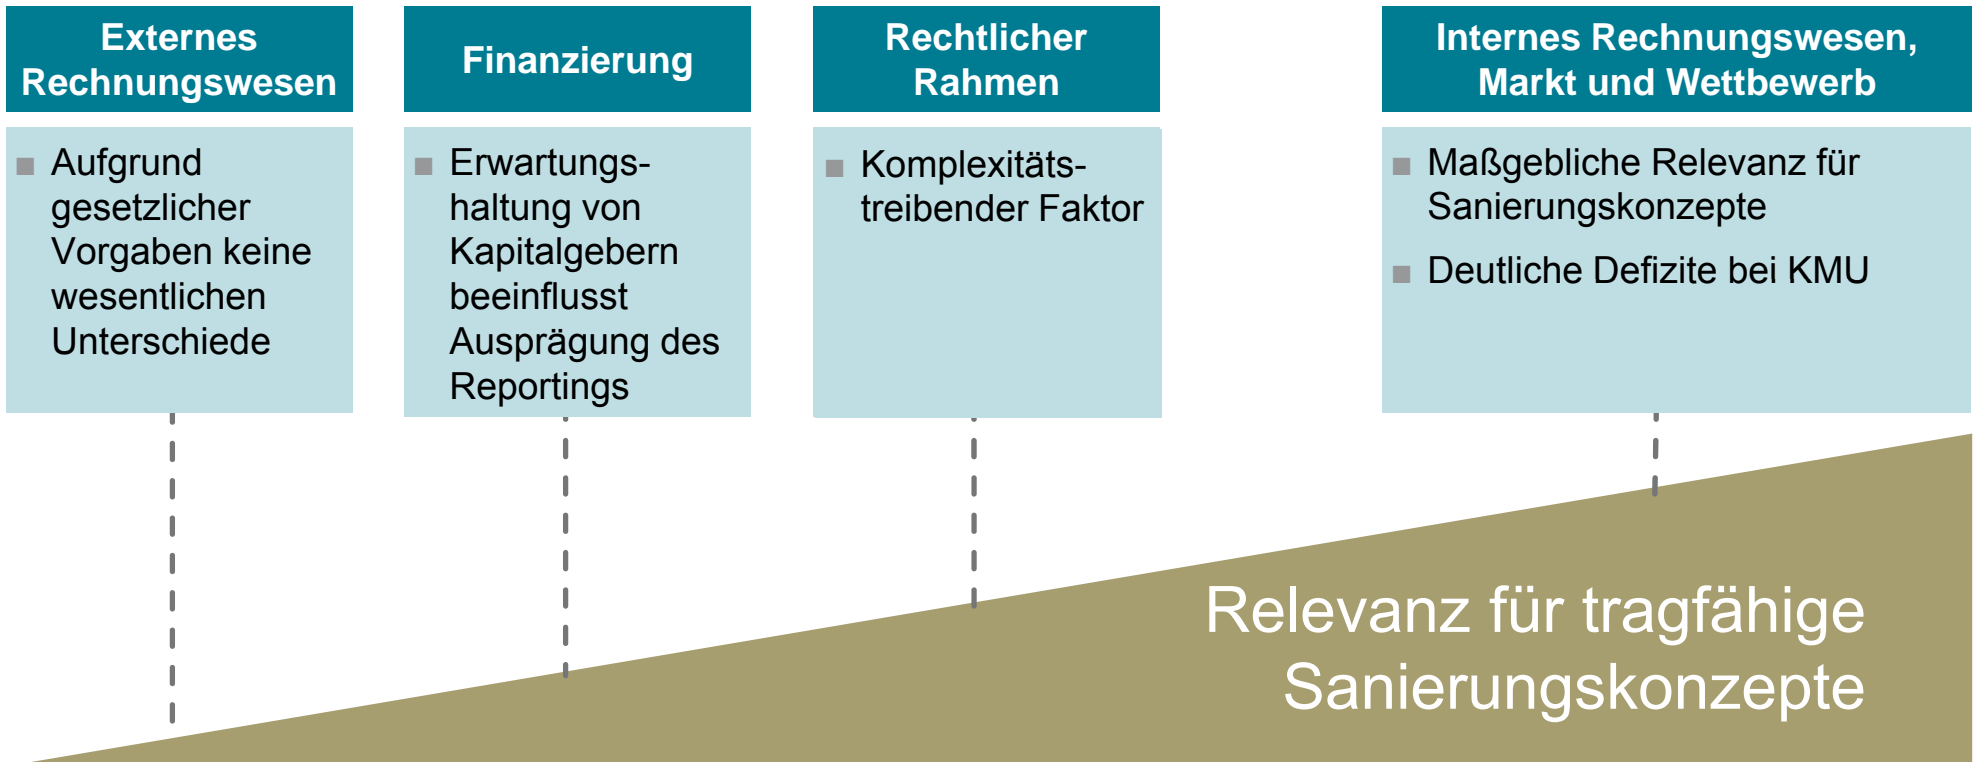 Externes
Rechnungswesen
Aufgrund
gesetzlicher
Vorgaben keine
wesentlichen
Unterschiede
Finanzierung
Erwartungs-
haltung von
Kapitalgebern
beeinflusst
Ausprägung des
Reportings
Rechtlicher
Rahmen
Komplexitäts-
treibender Faktor
Internes Rechnungswesen,
Markt und Wettbewerb
Maßgebliche Relevanz für
Sanierungskonzepte
Deutliche Defizite bei KMU
Relevanz für tragfähige
Sanierungskonzepte